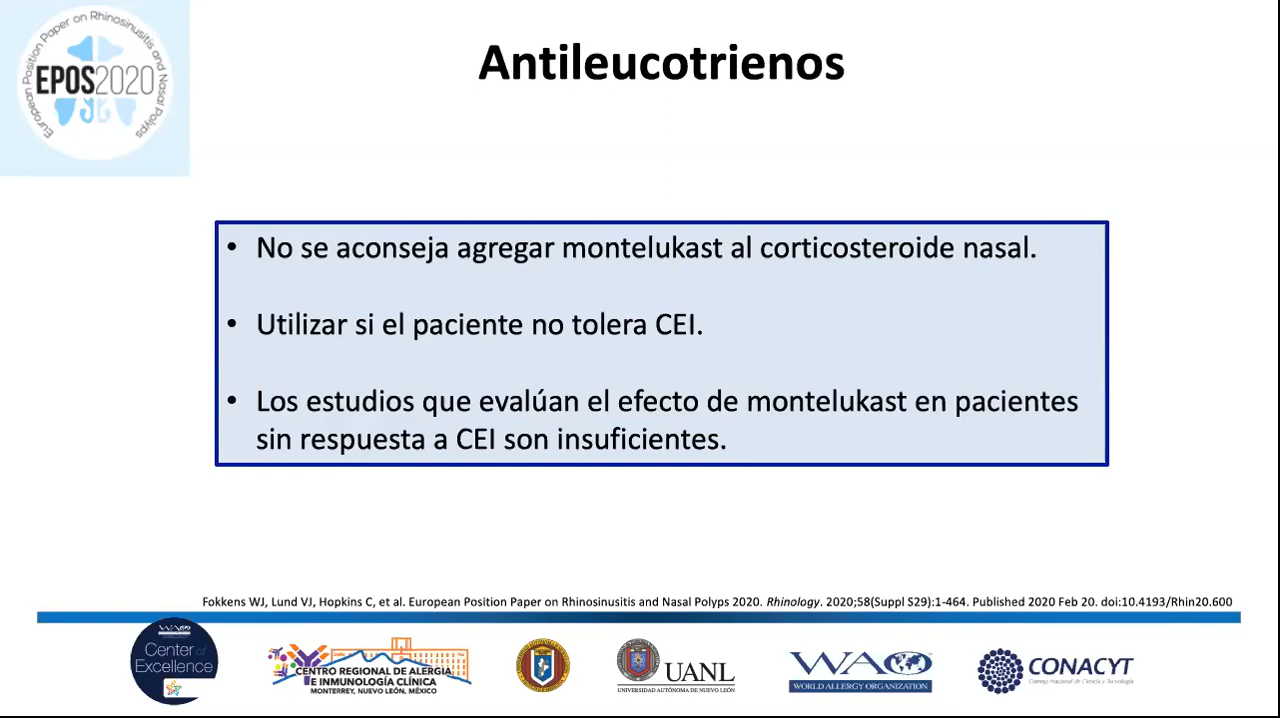 European Position Paper on Rhinosinusitis and Nasal Polyps
EPOS2020
Antileucotrienos
• No se aconseja agregar montelukast al corticosteroide nasal.
• Utilizar si el paciente no tolera CEI.
• Los estudios que evalúan el efecto de montelukast en pacientes
sin respuesta a CEI son insuficientes.
Fokkens WJ, Lund VJ, Hopkins C, et al. European Position Paper on Rhinosinusitis and Nasal Polyps 2020. Rhinology. 2020;58(Suppl S29):1-464. Published 2020 Feb 20. doi:10.4193/Rhin20.600
WAO
Center of
Excellence
CENTRO REGIONAL DE ALERGIA
E INMUNOLOGÍA CLÍNICA
MONTERREY, NUEVO LEÓN, MÉXICO
UANL
UNIVERSIDAD AUTÓNOMA DE NUEVO LEÓN
WAO
WORLD ALLERGY ORGANIZATION
CONACYT
Consejo Nacional de Ciencia y Tecnología